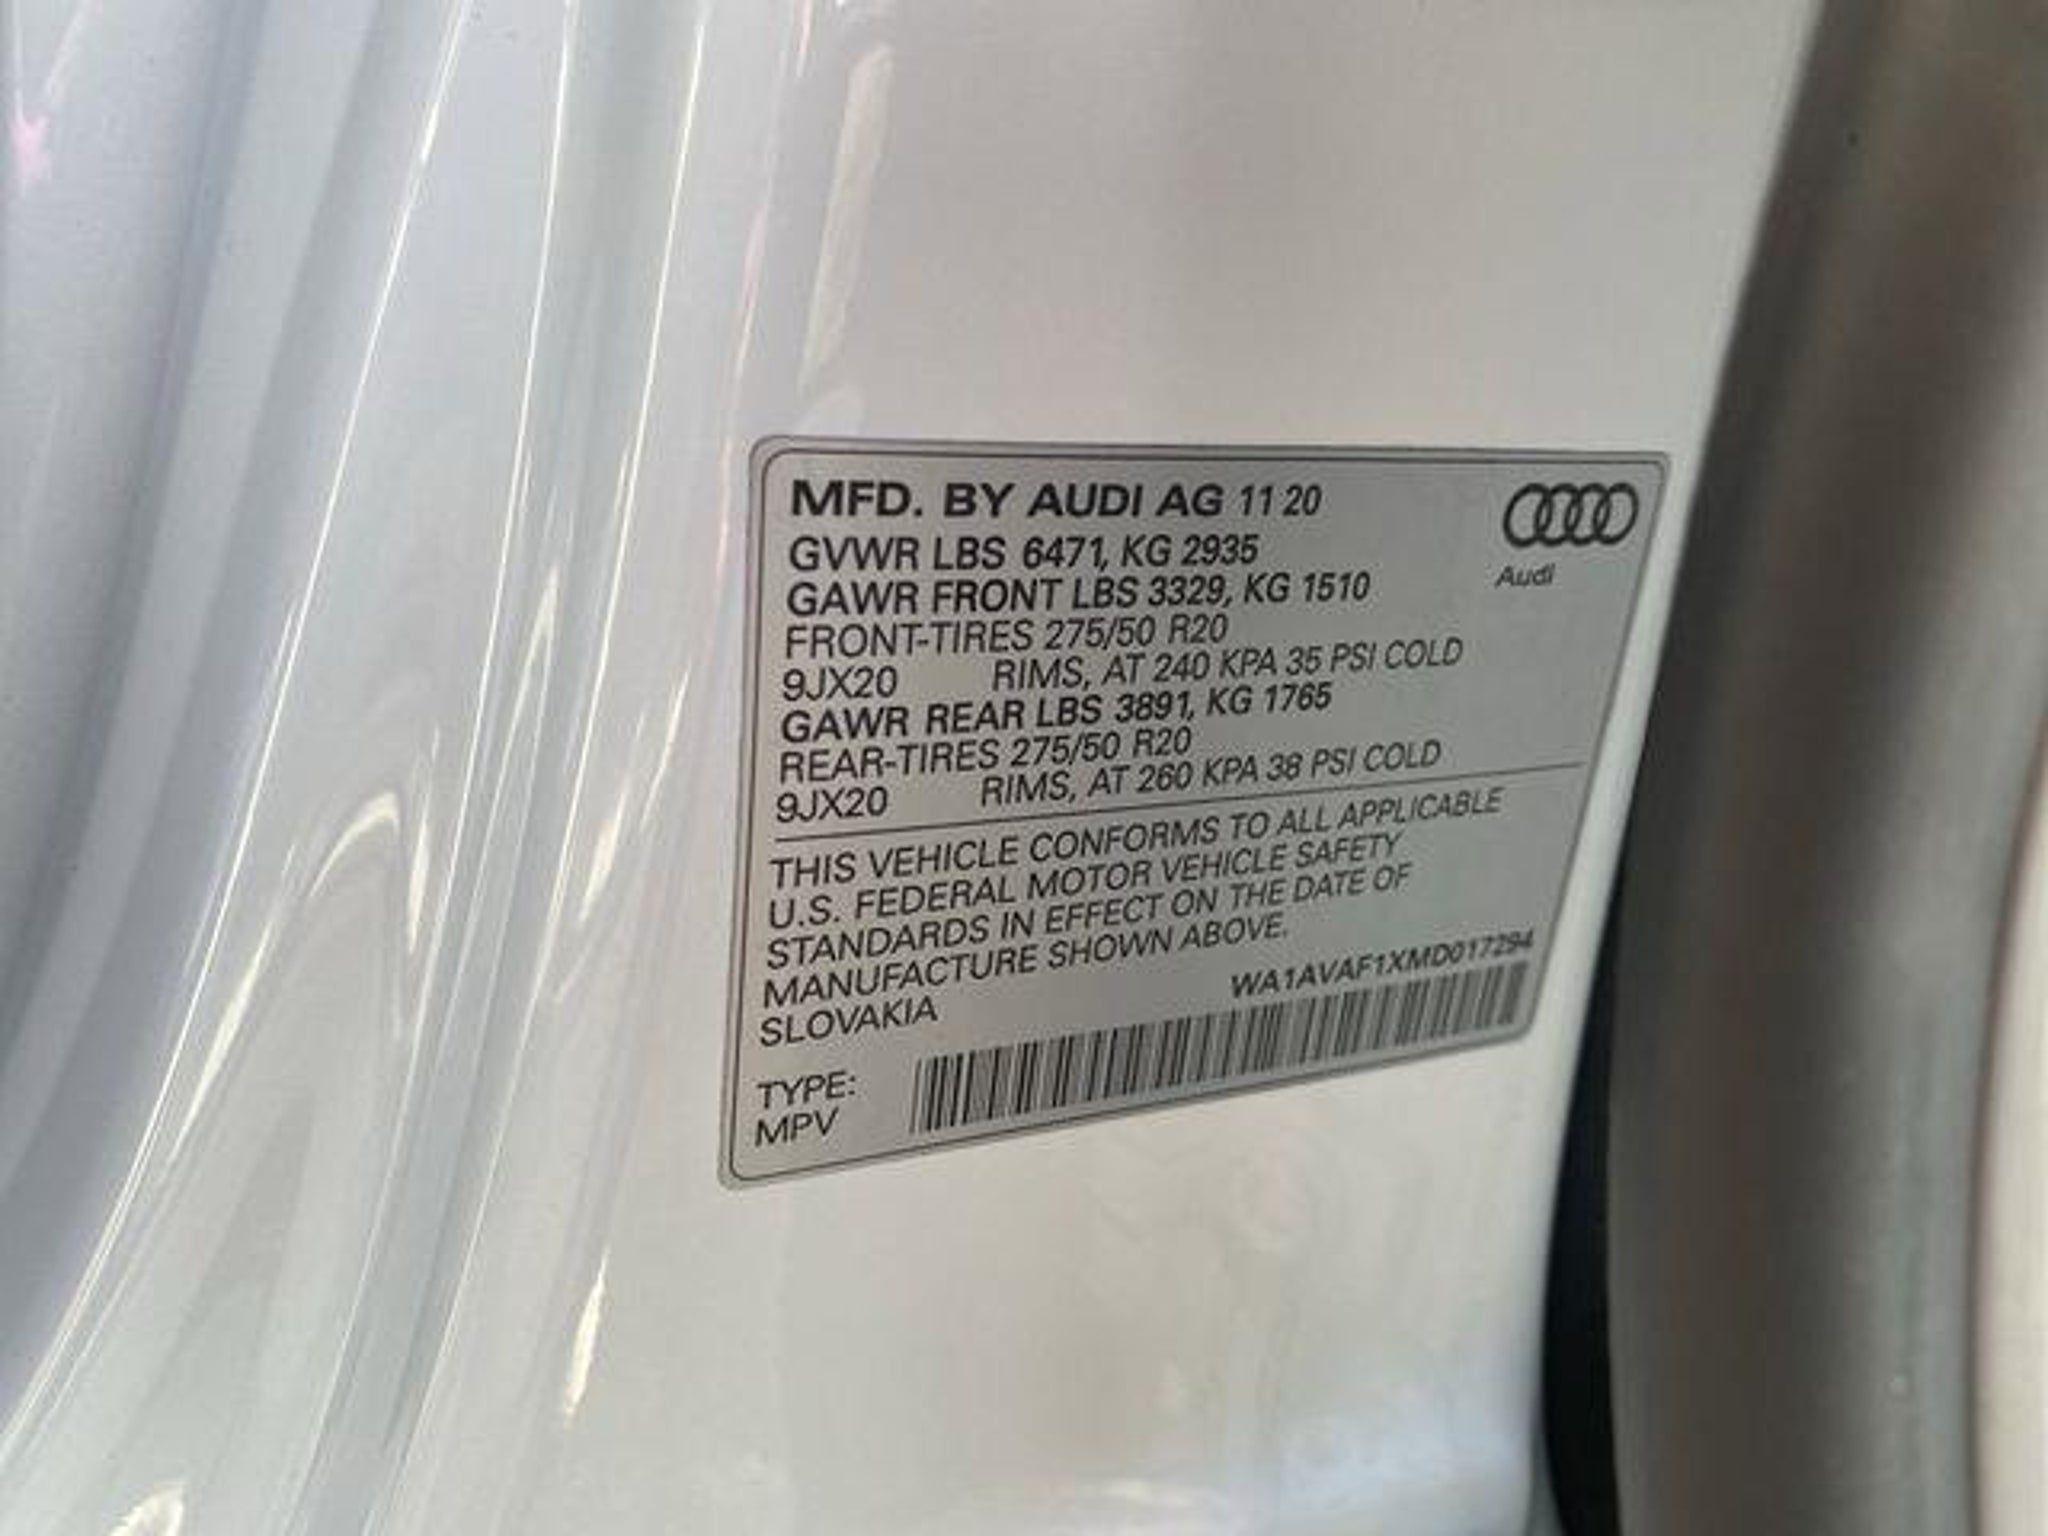 MFD. BY AUDI AG 11 20
Audi
GVWR LBS 6471, KG 2935
GAWR FRONT LBS 3329, KG 1510
FRONT-TIRES 275/50 R20
9JX20 RIMS, AT 240 KPA 35 PSI COLD
GAWR REAR LBS 3891, KG 1765
REAR-TIRES 275/50 R20
9JX20 RIMS, AT 260 KPA 38 PSI COLD
THIS VEHICLE CONFORMS TO ALL APPLICABLE
U.S. FEDERAL MOTOR VEHICLE SAFETY
STANDARDS IN EFFECT ON THE DATE OF
MANUFACTURE SHOWN ABOVE.
SLOVAKIA
WA1AVAF1XMD017294
TYPE:
MPV